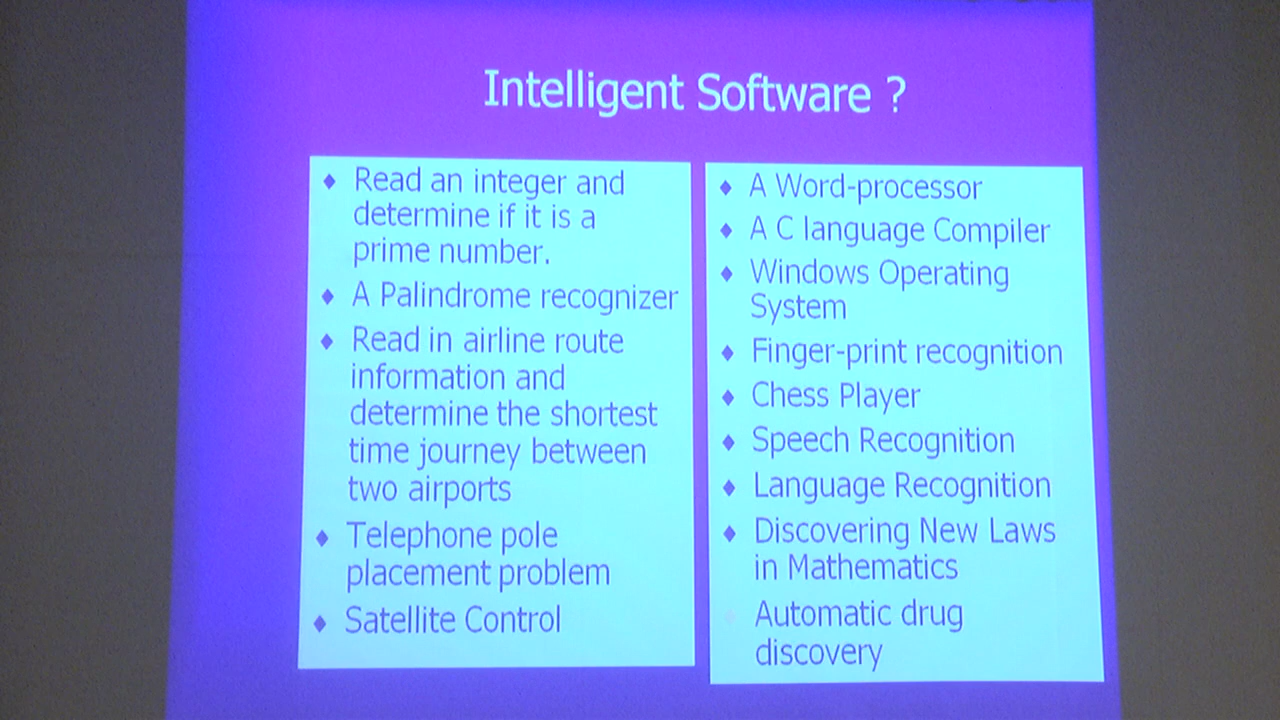 Intelligent Software ?
♦ Read an integer and
determine if it is a
prime number.
♦ A Palindrome recognizer
♦ Read in airline route
information and
determine the shortest
time journey between
two airports
♦ Telephone pole
placement problem
♦ Satellite Control
♦ A Word-processor
♦ A C language Compiler
♦ Windows Operating
System
♦ Finger-print recognition
♦ Chess Player
♦ Speech Recognition
♦ Language Recognition
♦ Discovering New Laws
in Mathematics
♦ Automatic drug
discovery